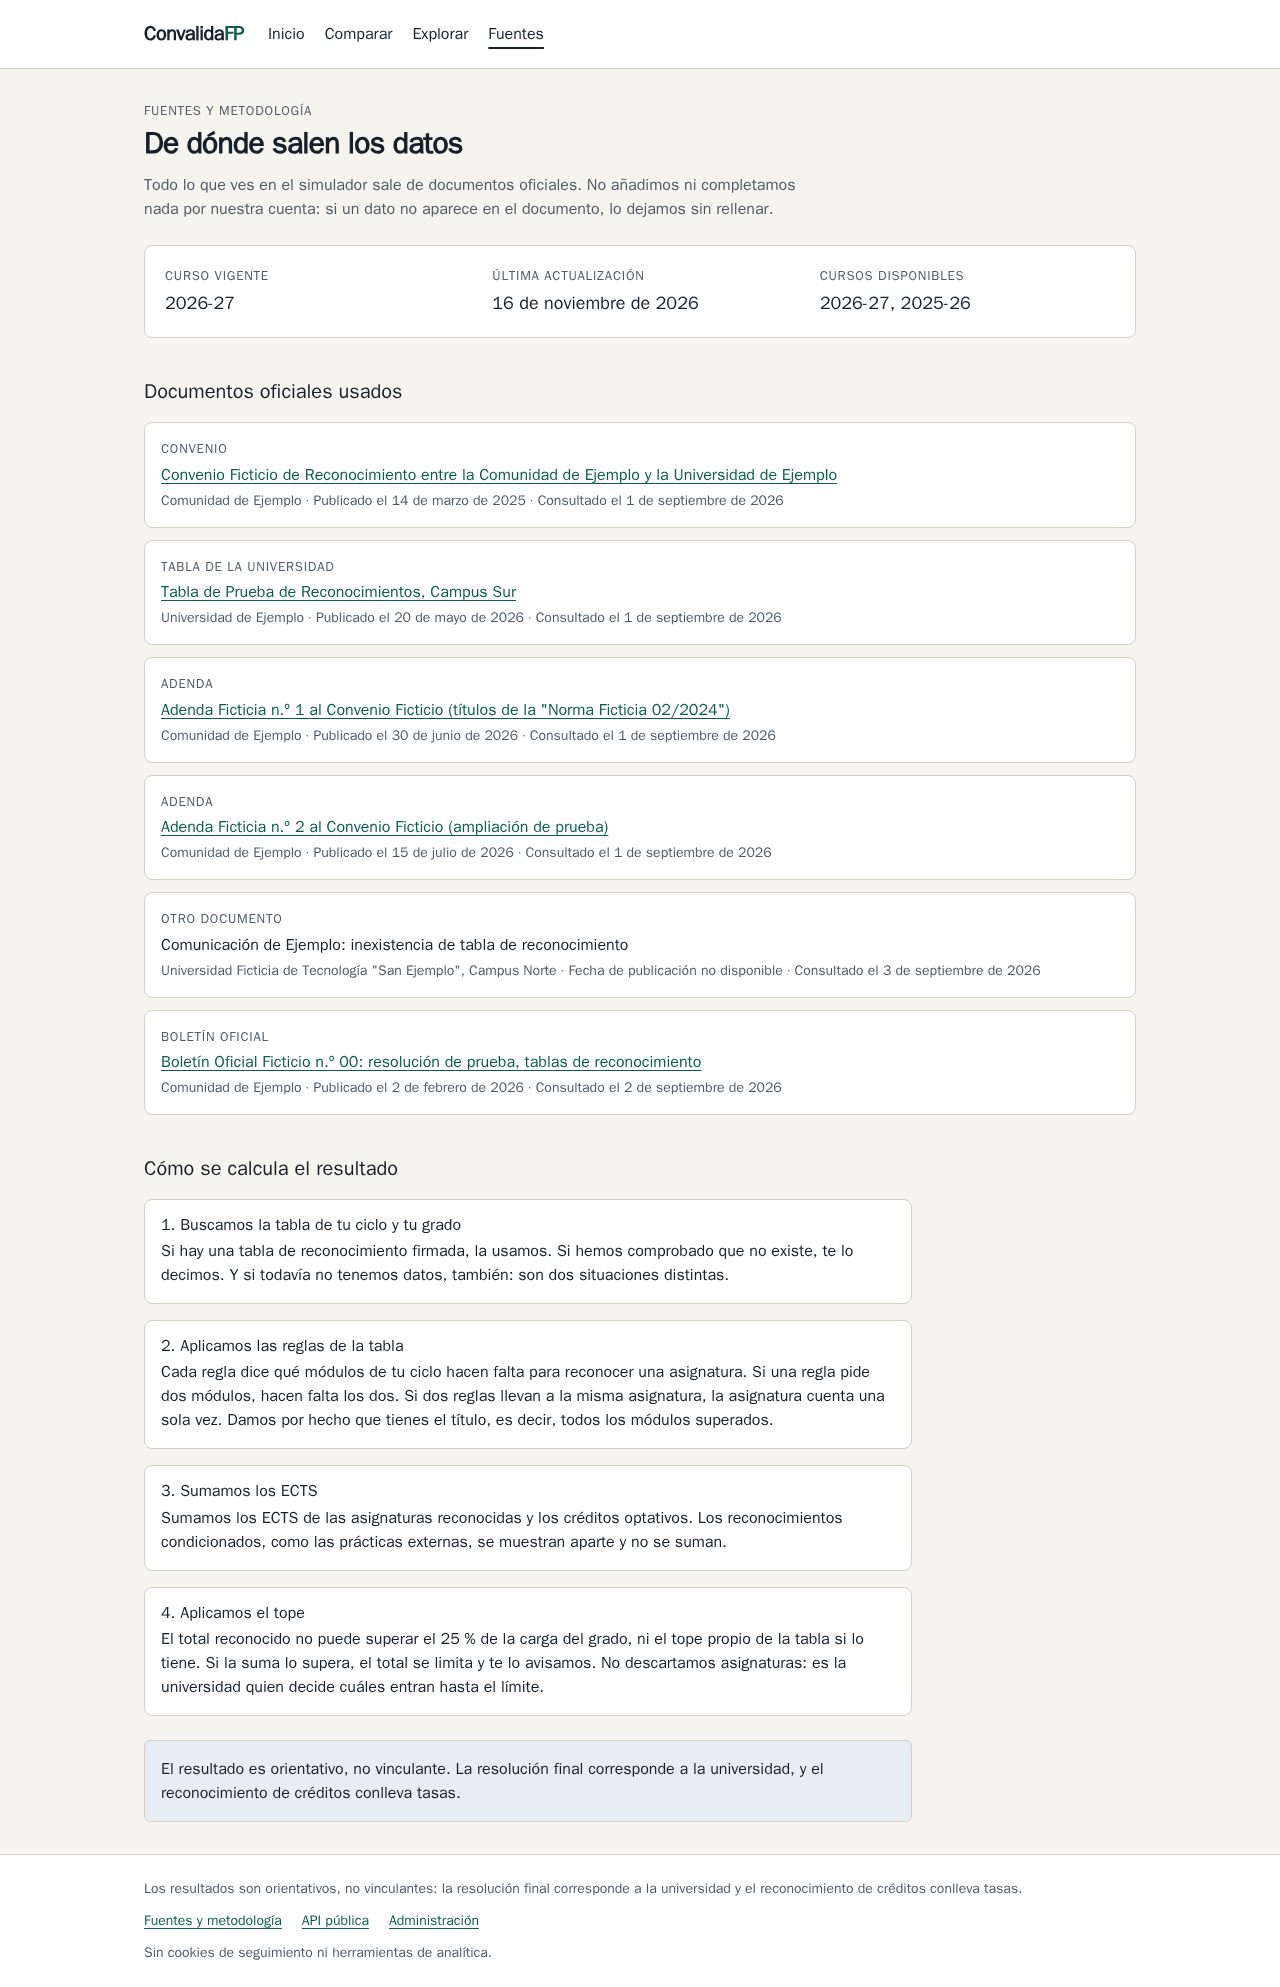 ConvalidaFP Inicio Comparar Explorar Fuentes
FUENTES Y METODOLOGÍA
De dónde salen los datos
Todo lo que ves en el simulador sale de documentos oficiales. No añadimos ni completamos
nada por nuestra cuenta: si un dato no aparece en el documento, lo dejamos sin rellenar.
CURSO VIGENTE
2026-27
ÚLTIMA ACTUALIZACIÓN
16 de noviembre de 2026
CURSOS DISPONIBLES
2026-27, 2025-26
Documentos oficiales usados
CONVENIO
Convenio Ficticio de Reconocimiento entre la Comunidad de Ejemplo y la Universidad de Ejemplo
Comunidad de Ejemplo · Publicado el 14 de marzo de 2025 · Consultado el 1 de septiembre de 2026
TABLA DE LA UNIVERSIDAD
Tabla de Prueba de Reconocimientos, Campus Sur
Universidad de Ejemplo · Publicado el 20 de mayo de 2026 · Consultado el 1 de septiembre de 2026
ADENDA
Adenda Ficticia n.º 1 al Convenio Ficticio (títulos de la "Norma Ficticia 02/2024")
Comunidad de Ejemplo · Publicado el 30 de junio de 2026 · Consultado el 1 de septiembre de 2026
ADENDA
Adenda Ficticia n.º 2 al Convenio Ficticio (ampliación de prueba)
Comunidad de Ejemplo · Publicado el 15 de julio de 2026 · Consultado el 1 de septiembre de 2026
OTRO DOCUMENTO
Comunicación de Ejemplo: inexistencia de tabla de reconocimiento
Universidad Ficticia de Tecnología "San Ejemplo", Campus Norte · Fecha de publicación no disponible · Consultado el 3 de septiembre de 2026
BOLETÍN OFICIAL
Boletín Oficial Ficticio n.º 00: resolución de prueba, tablas de reconocimiento
Comunidad de Ejemplo · Publicado el 2 de febrero de 2026 · Consultado el 2 de septiembre de 2026
Cómo se calcula el resultado
1. Buscamos la tabla de tu ciclo y tu grado
Si hay una tabla de reconocimiento firmada, la usamos. Si hemos comprobado que no existe, te lo
decimos. Y si todavía no tenemos datos, también: son dos situaciones distintas.
2. Aplicamos las reglas de la tabla
Cada regla dice qué módulos de tu ciclo hacen falta para reconocer una asignatura. Si una regla pide
dos módulos, hacen falta los dos. Si dos reglas llevan a la misma asignatura, la asignatura cuenta una
sola vez. Damos por hecho que tienes el título, es decir, todos los módulos superados.
3. Sumamos los ECTS
Sumamos los ECTS de las asignaturas reconocidas y los créditos optativos. Los reconocimientos
condicionados, como las prácticas externas, se muestran aparte y no se suman.
4. Aplicamos el tope
El total reconocido no puede superar el 25 % de la carga del grado, ni el tope propio de la tabla si lo
tiene. Si la suma lo supera, el total se limita y te lo avisamos. No descartamos asignaturas: es la
universidad quien decide cuáles entran hasta el límite.
El resultado es orientativo, no vinculante. La resolución final corresponde a la universidad, y el
reconocimiento de créditos conlleva tasas.
Los resultados son orientativos, no vinculantes: la resolución final corresponde a la universidad y el reconocimiento de créditos conlleva tasas.
Fuentes y metodología API pública Administración
Sin cookies de seguimiento ni herramientas de analítica.